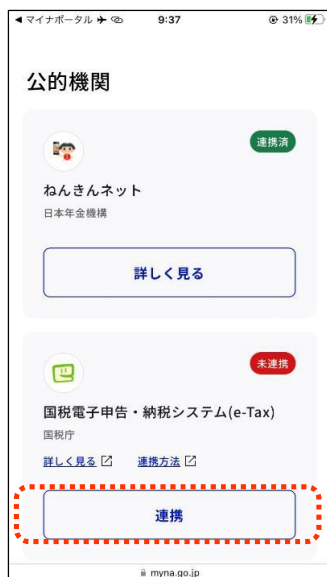 ◀ マイナポータル 9:37 31%
公的機関
連携済
ねんきんネット
日本年金機構
詳しく見る
未連携
国税電子申告・納税システム(e-Tax)
国税庁
詳しく見る 連携方法
連携
myna.go.jp